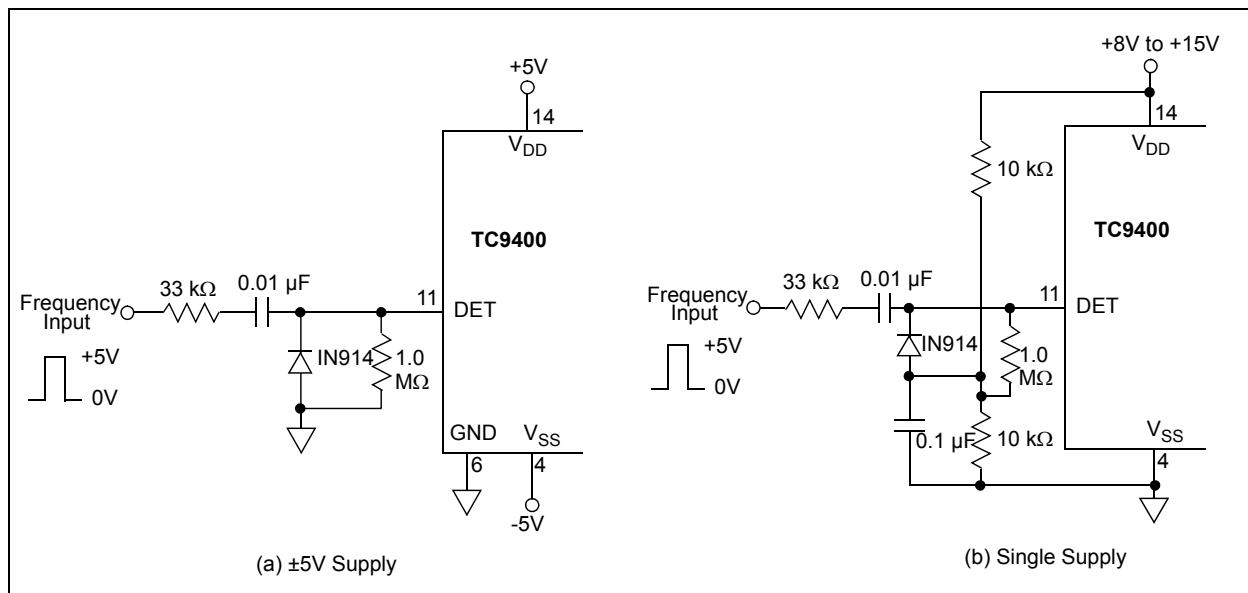 +5V
14
V_DD
TC9400
33 kΩ
0.01 µF
Frequency
Input
+5V
0V
11
DET
IN914
1.0
MΩ
GND
V_SS
6
4
-5V
(a) ±5V Supply
+8V to +15V
14
V_DD
10 kΩ
TC9400
33 kΩ
0.01 µF
Frequency
Input
+5V
0V
11
DET
IN914
1.0
MΩ
0.1 µF
10 kΩ
V_SS
4
(b) Single Supply